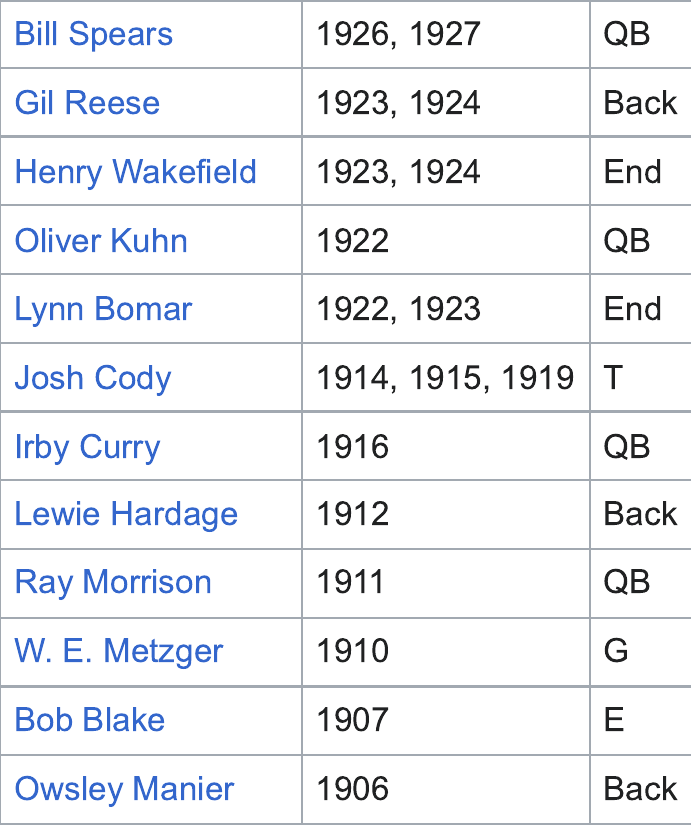 Bill Spears 1926, 1927 QB
Gil Reese 1923, 1924 Back
Henry Wakefield 1923, 1924 End
Oliver Kuhn 1922 QB
Lynn Bomar 1922, 1923 End
Josh Cody 1914, 1915, 1919 T
Irby Curry 1916 QB
Lewie Hardage 1912 Back
Ray Morrison 1911 QB
W. E. Metzger 1910 G
Bob Blake 1907 E
Owsley Manier 1906 Back